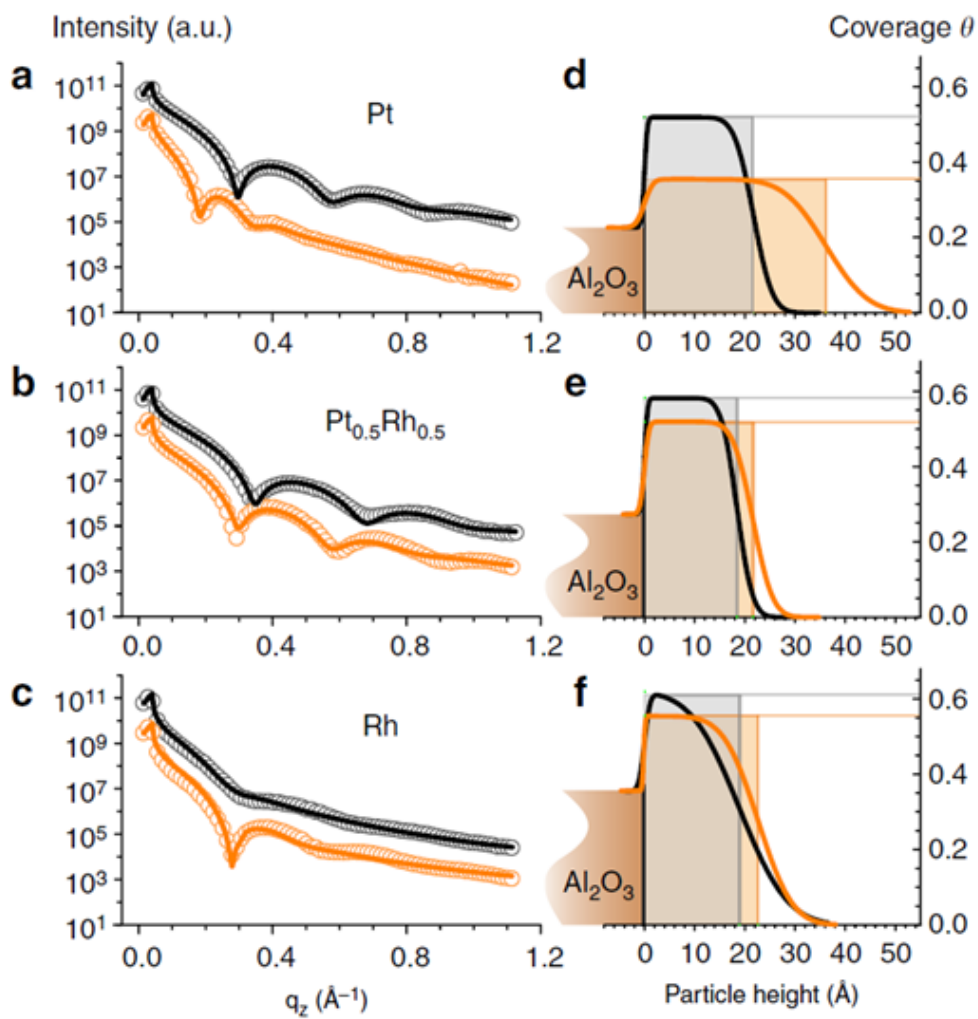 Intensity (a.u.) Coverage θ
a d
Pt
10¹¹
10⁹
10⁷
10⁵
10³
10¹
0.0 0.4 0.8 1.2
0.6
0.4
0.2
0.0
Al₂O₃
0 10 20 30 40 50
b e
Pt₀.₅Rh₀.₅
10¹¹
10⁹
10⁷
10⁵
10³
10¹
0.0 0.4 0.8 1.2
0.6
0.4
0.2
0.0
Al₂O₃
0 10 20 30 40 50
c f
Rh
10¹¹
10⁹
10⁷
10⁵
10³
10¹
0.0 0.4 0.8 1.2
0.6
0.4
0.2
0.0
Al₂O₃
0 10 20 30 40 50
q_z (Å⁻¹) Particle height (Å)